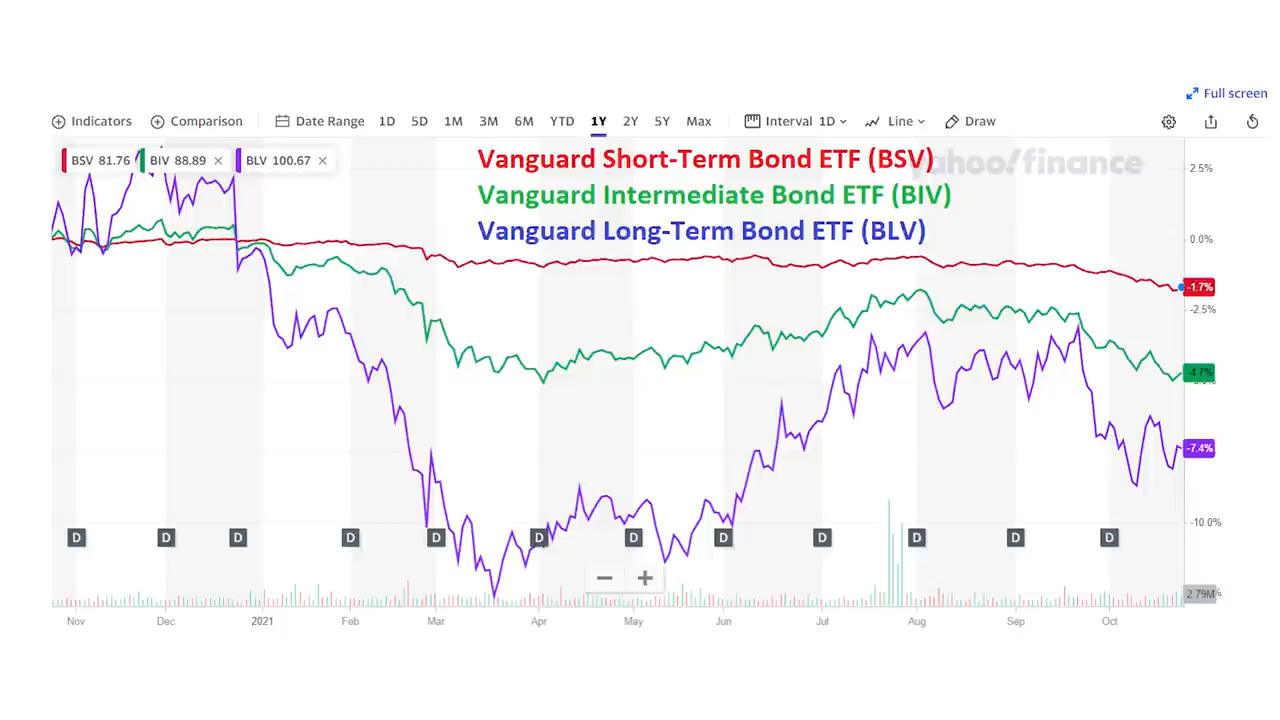 Full screen
Indicators Comparison Date Range 1D 5D 1M 3M 6M YTD 1Y 2Y 5Y Max Interval 1D Line Draw
BSV 81.76 BIV 88.89 × BLV 100.67 ×
Vanguard Short-Term Bond ETF (BSV)
yahoo!finance
Vanguard Intermediate Bond ETF (BIV)
Vanguard Long-Term Bond ETF (BLV)
2.5%
0.0%
-1.7%
-2.5%
-4.7%
-7.4%
-10.0%
D D D D D D D D D D D D
2.79M
Nov Dec 2021 Feb Mar Apr May Jun Jul Aug Sep Oct